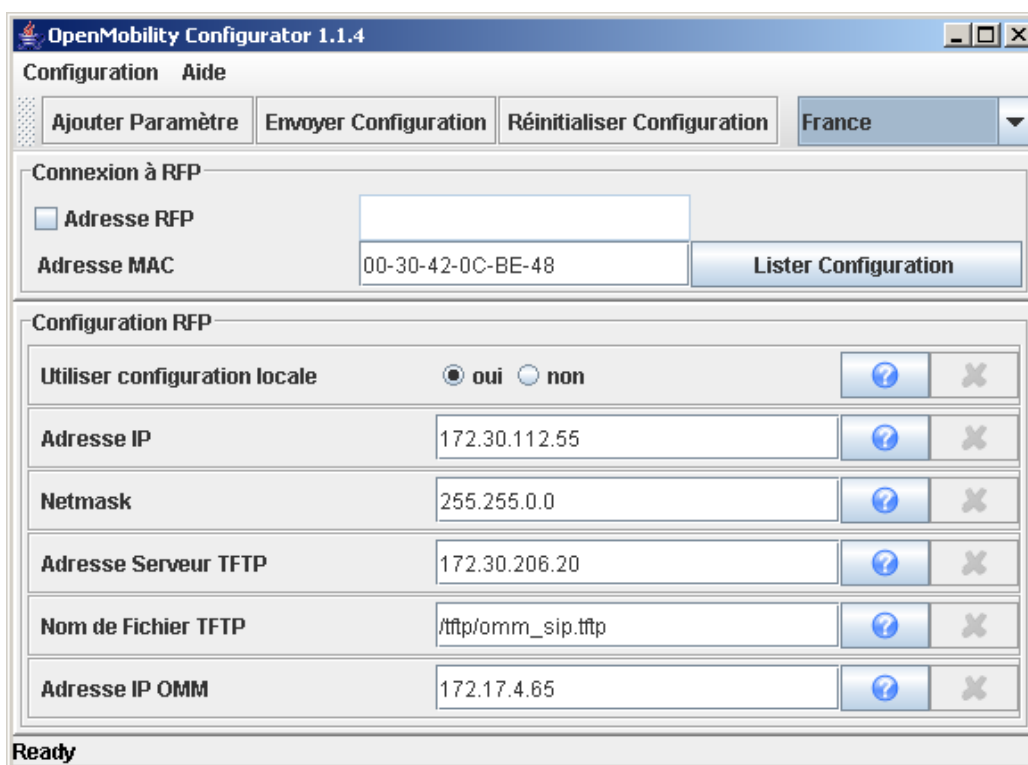 OpenMobility Configurator 1.1.4
Configuration Aide
Ajouter Paramètre Envoyer Configuration Réinitialiser Configuration France
Connexion à RFP
Adresse RFP
Adresse MAC 00-30-42-0C-BE-48 Lister Configuration
Configuration RFP
Utiliser configuration locale oui non
Adresse IP 172.30.112.55
Netmask 255.255.0.0
Adresse Serveur TFTP 172.30.206.20
Nom de Fichier TFTP /tftp/omm_sip.tftp
Adresse IP OMM 172.17.4.65
Ready